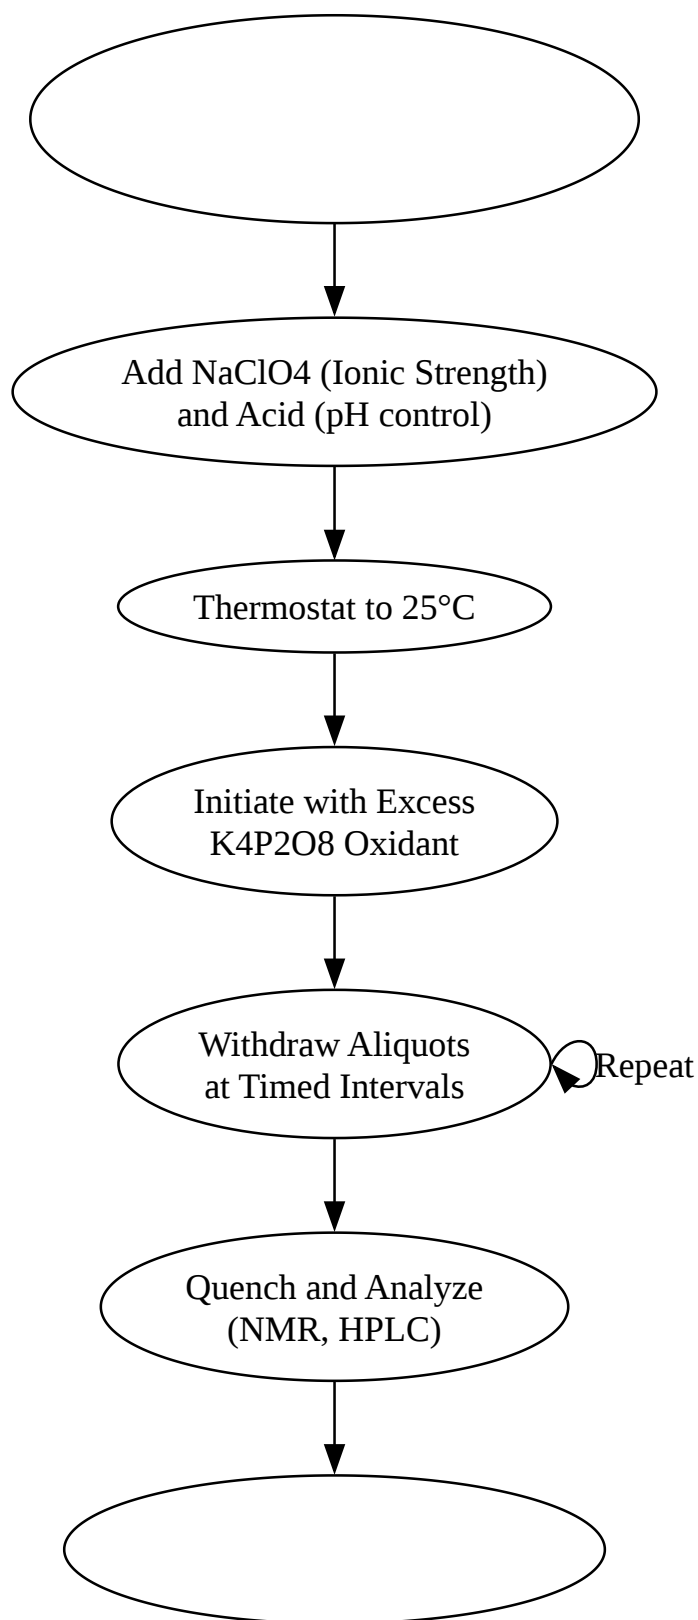 Add NaClO4 (Ionic Strength)
and Acid (pH control)
Thermostat to 25°C
Initiate with Excess
K4P2O8 Oxidant
Withdraw Aliquots
at Timed Intervals
Repeat
Quench and Analyze
(NMR, HPLC)